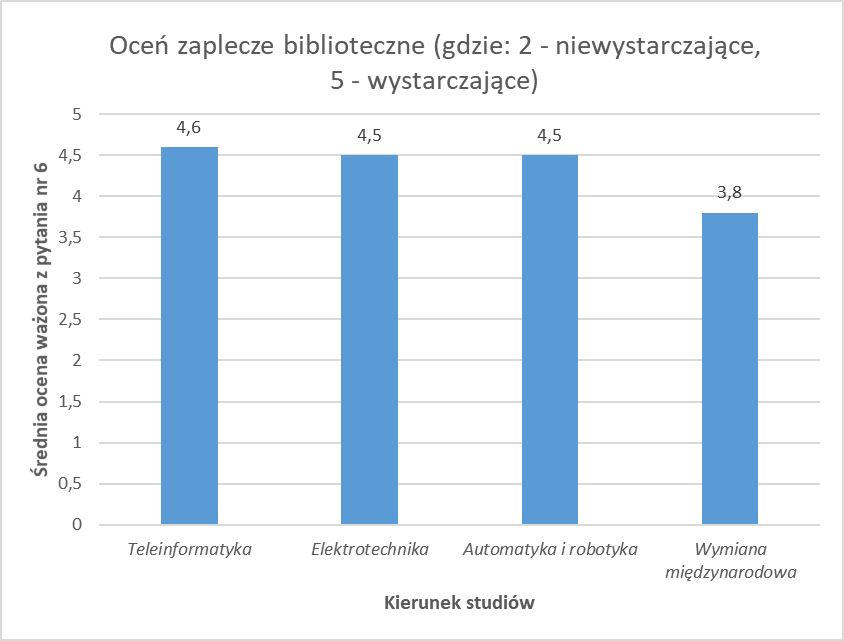 Oceń zaplecze biblioteczne (gdzie: 2 - niewystarczające,
5 - wystarczające)
Średnia ocena ważona z pytania nr 6
5
4,5
4
3,5
3
2,5
2
1,5
1
0,5
0
4,6
4,5
4,5
3,8
Teleinformatyka
Elektrotechnika
Automatyka i robotyka
Wymiana
międzynarodowa
Kierunek studiów